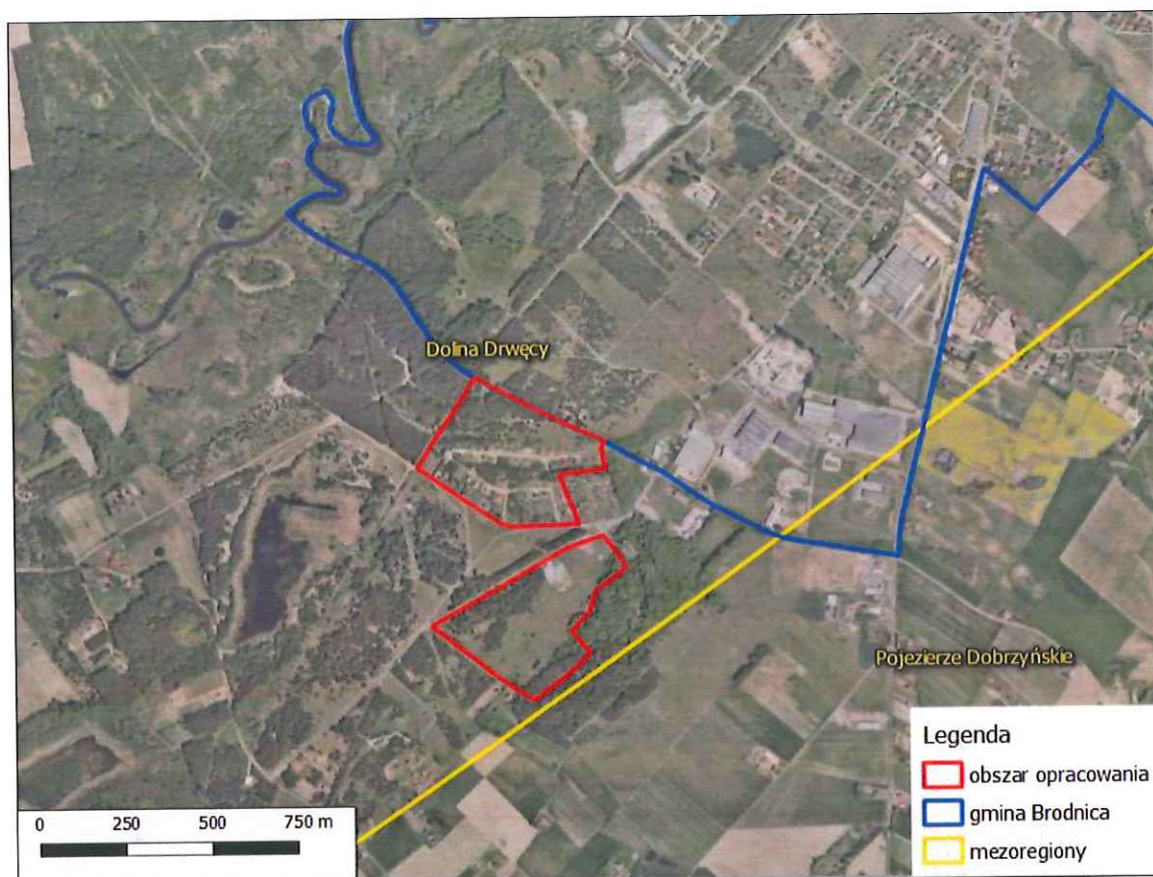 Dolina Drwęcy
Pojezierze Dobrzyńskie
Legenda
obszar opracowania
gmina Brodnica
mezoregiony
0 250 500 750 m